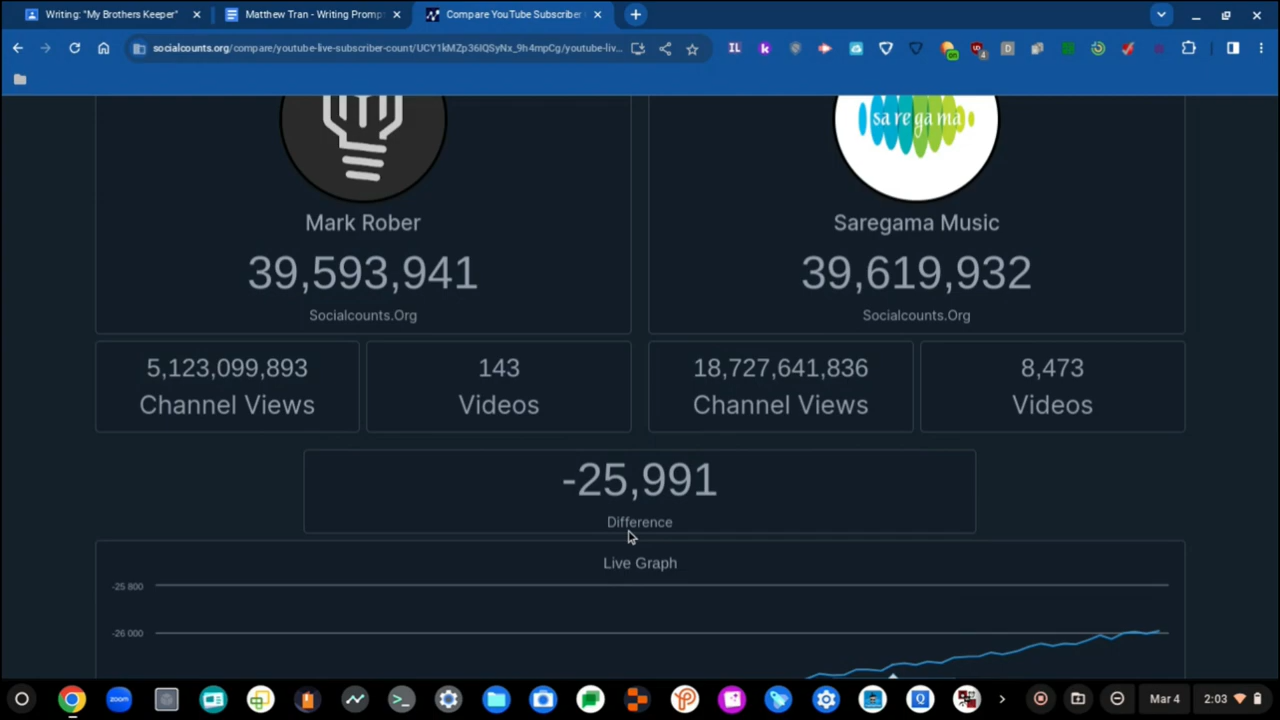 Writing: "My Brothers Keeper"
Matthew Tran - Writing Promp
Compare YouTube Subscriber
socialcounts.org/compare/youtube-live-subscriber-count/UCY1kMZp36IQSyNx_9h4mpCg/youtube-liv...
sa re ga ma
Mark Rober
Saregama Music
39,593,941
39,619,932
Socialcounts.Org
Socialcounts.Org
5,123,099,893
143
18,727,641,836
8,473
Channel Views
Videos
Channel Views
Videos
-25,991
Difference
Live Graph
-25 800
-26 000
zoom
Mar 4
2:03